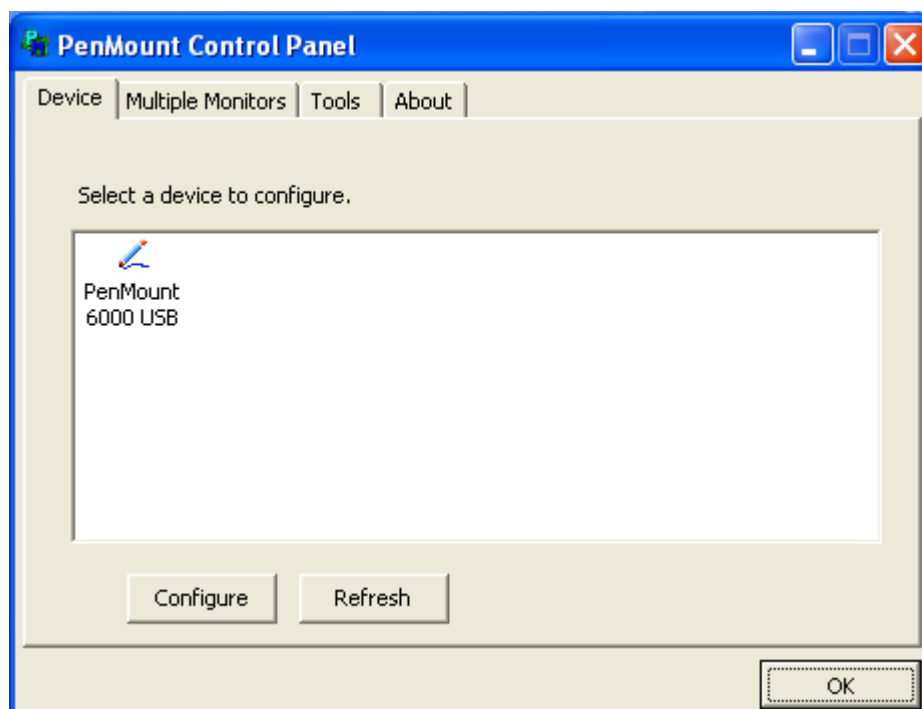 PenMount Control Panel
Device Multiple Monitors Tools About
Select a device to configure.
PenMount
6000 USB
Configure Refresh
OK